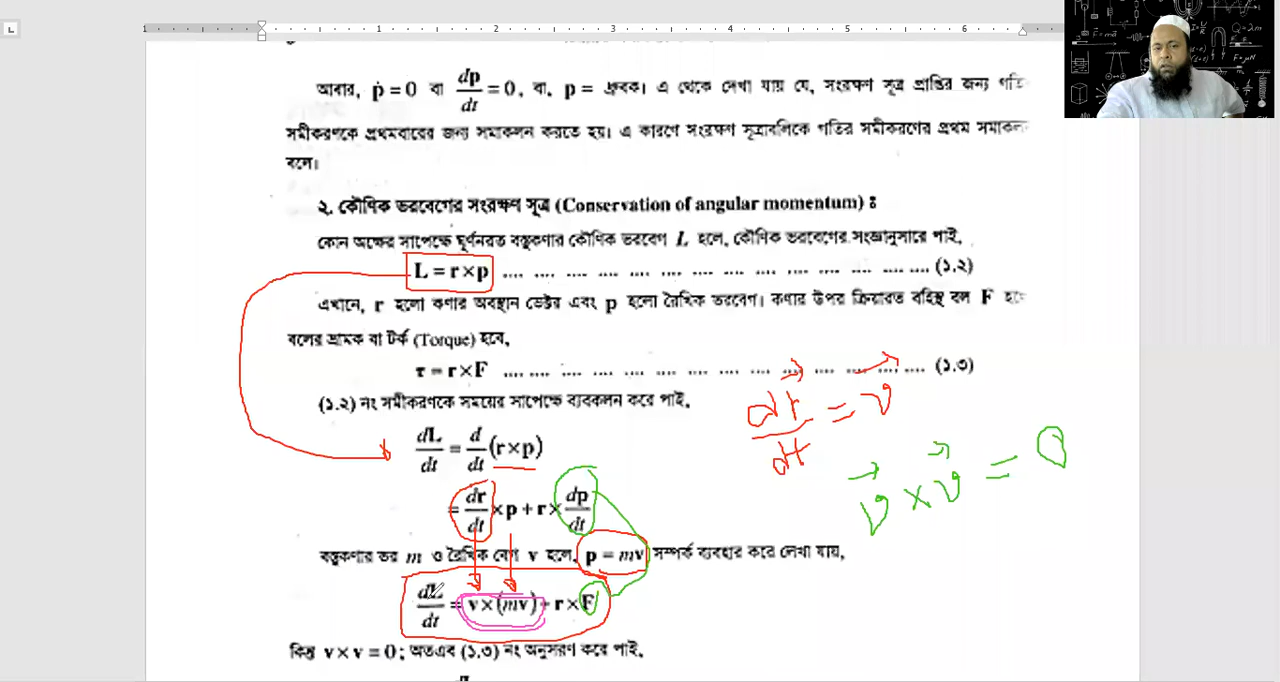 আবার, ṗ = 0 বা dp/dt = 0, বা, p = ধ্রুবক। এ থেকে দেখা যায় যে, সংরক্ষণ সূত্র প্রাপ্তির জন্য গতি
সমীকরণকে প্রথমবারের জন্য সমাকলন করতে হয়। এ কারণে সংরক্ষণ সূত্রাবলিকে গতির সমীকরণের প্রথম সমাকল
বলে।
২. কৌণিক ভরবেগের সংরক্ষণ সূত্র (Conservation of angular momentum) ঃ
কোন অক্ষের সাপেক্ষে ঘূর্ণনরত বস্তুকণার কৌণিক ভরবেগ L হলে, কৌণিক ভরবেগের সংজ্ঞানুসারে পাই,
L = r × p .... .... .... .... .... .... .... .... .... .... .... .... .... .... (১.২)
এখানে, r হলো কণার অবস্থান ভেক্টর এবং p হলো রৈখিক ভরবেগ। কণার উপর ক্রিয়ারত বহিস্থ বল F হ
বলের ভ্রামক বা টর্ক (Torque) হবে,
τ = r × F .... .... .... .... .... .... .... .... .... .... .... .... .... .... (১.৩)
(১.২) নং সমীকরণকে সময়ের সাপেক্ষে ব্যবকলন করে পাই,
dr/dt = v
dL/dt = d/dt (r × p)
v × v = 0
= dr/dt × p + r × dp/dt
বস্তুকণার ভর m ও রৈখিক বেগ v হলে, p = mv সম্পর্ক ব্যবহার করে লেখা যায়,
dL/dt = v × (mv) + r × F
কিন্তু v × v = 0; অতএব (১.৩) নং অনুসরণ করে পাই,